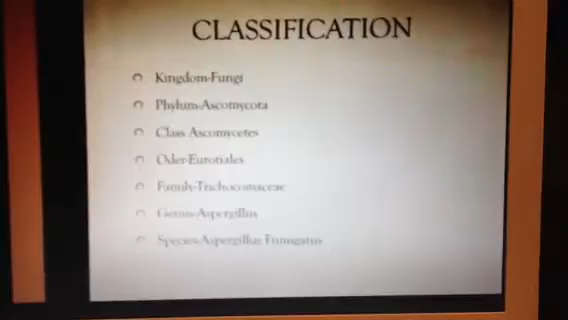 CLASSIFICATION
Kingdom-Fungi
Phylum-Ascomycota
Class Ascomycetes
Oder-Eurotiales
Family-Trichocomaceae
Genus-Aspergillus
Species-Aspergillus Fumigatus